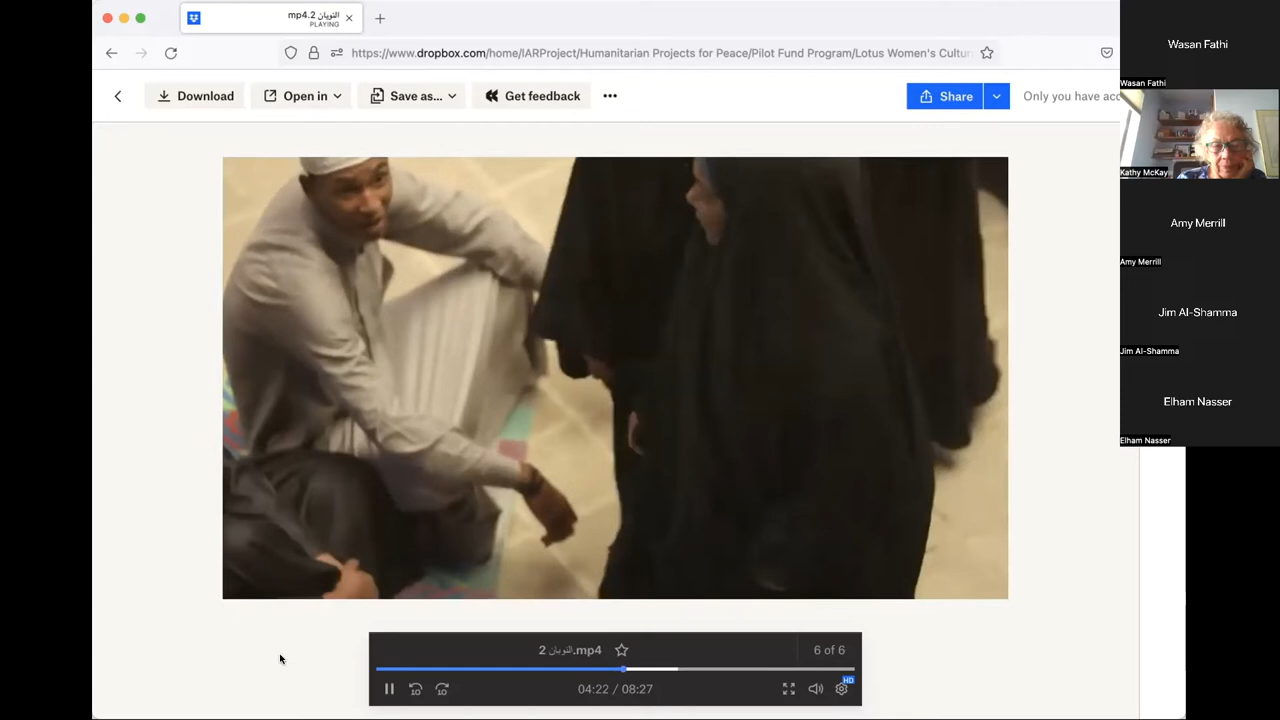 النوبان 2.mp4
PLAYING
https://www.dropbox.com/home/IARProject/Humanitarian Projects for Peace/Pilot Fund Program/Lotus Women's Cultur
Download
Open in
Save as...
Get feedback
Share
Only you have acc
النوبان 2.mp4
6 of 6
10
10
04:22 / 08:27
HD
Wasan Fathi
Wasan Fathi
Kathy McKay
Amy Merrill
Amy Merrill
Jim Al-Shamma
Jim Al-Shamma
Elham Nasser
Elham Nasser